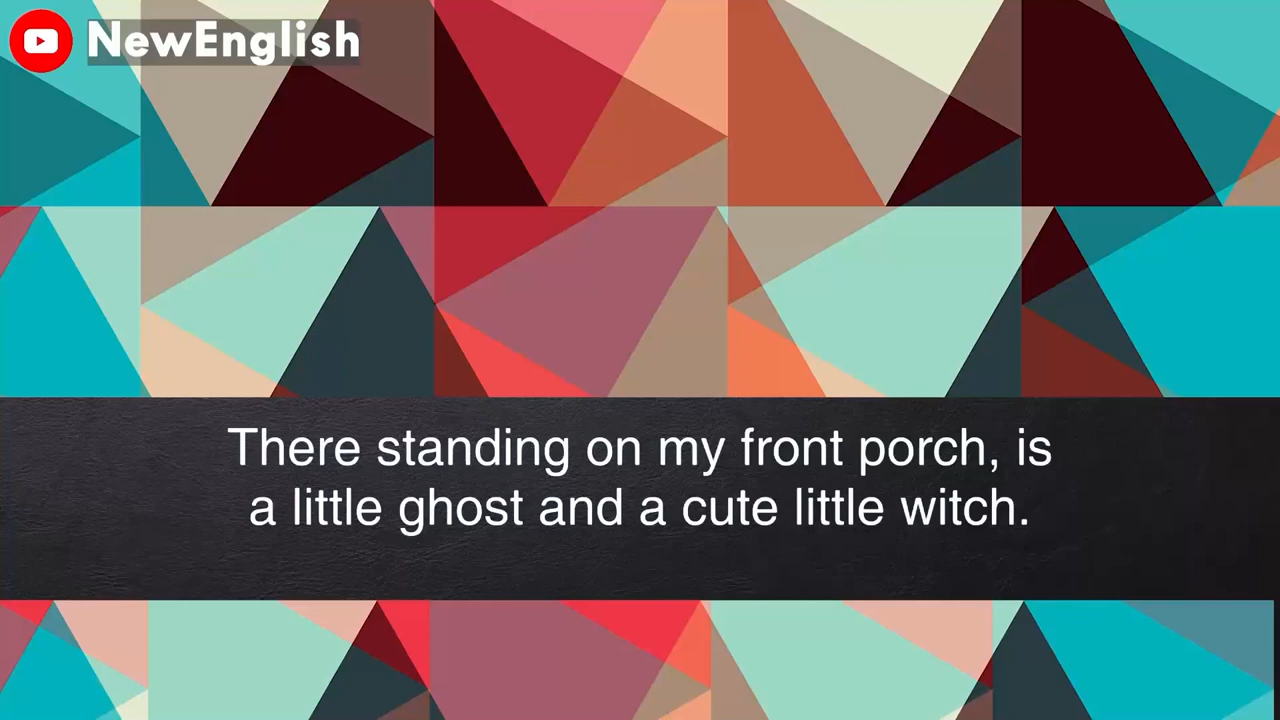 NewEnglish
There standing on my front porch, is
a little ghost and a cute little witch.